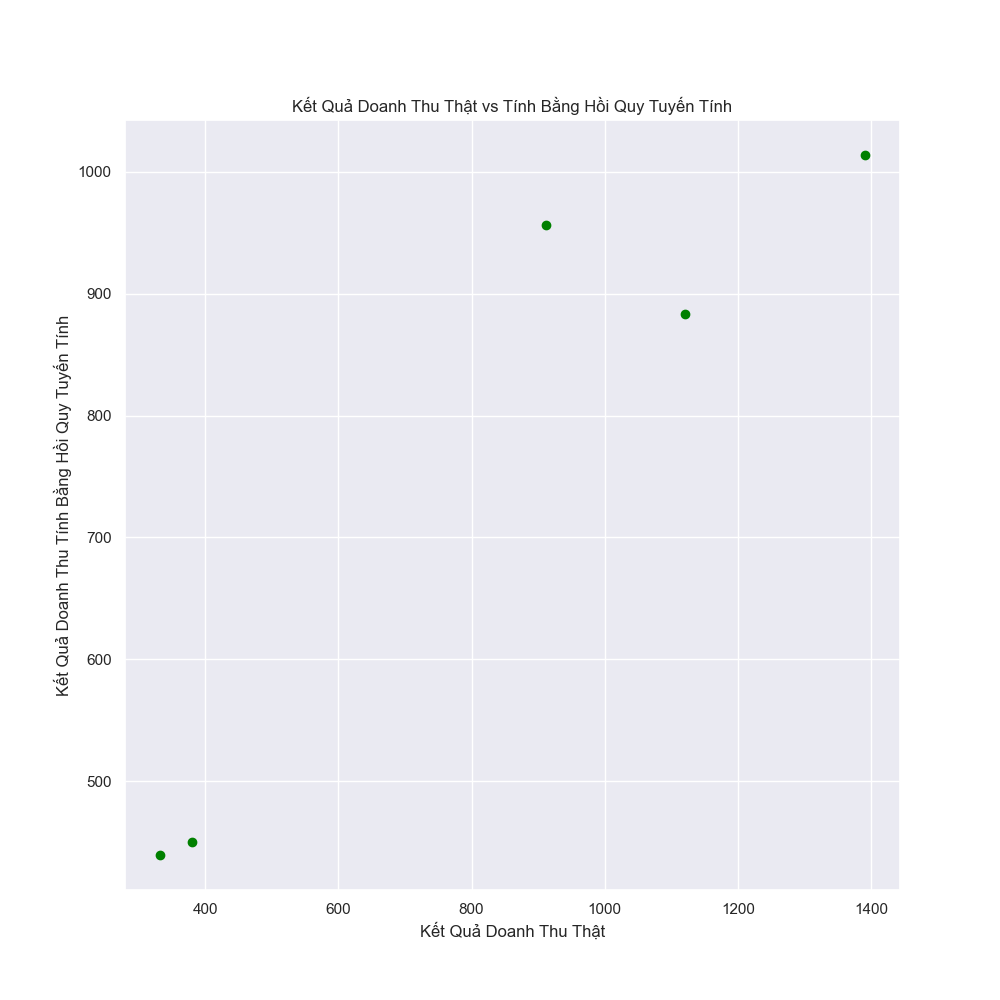 Kết Quả Doanh Thu Thật vs Tính Bằng Hồi Quy Tuyến Tính
Kết Quả Doanh Thu Tính Bằng Hồi Quy Tuyến Tính
1000
900
800
700
600
500
400 600 800 1000 1200 1400
Kết Quả Doanh Thu Thật